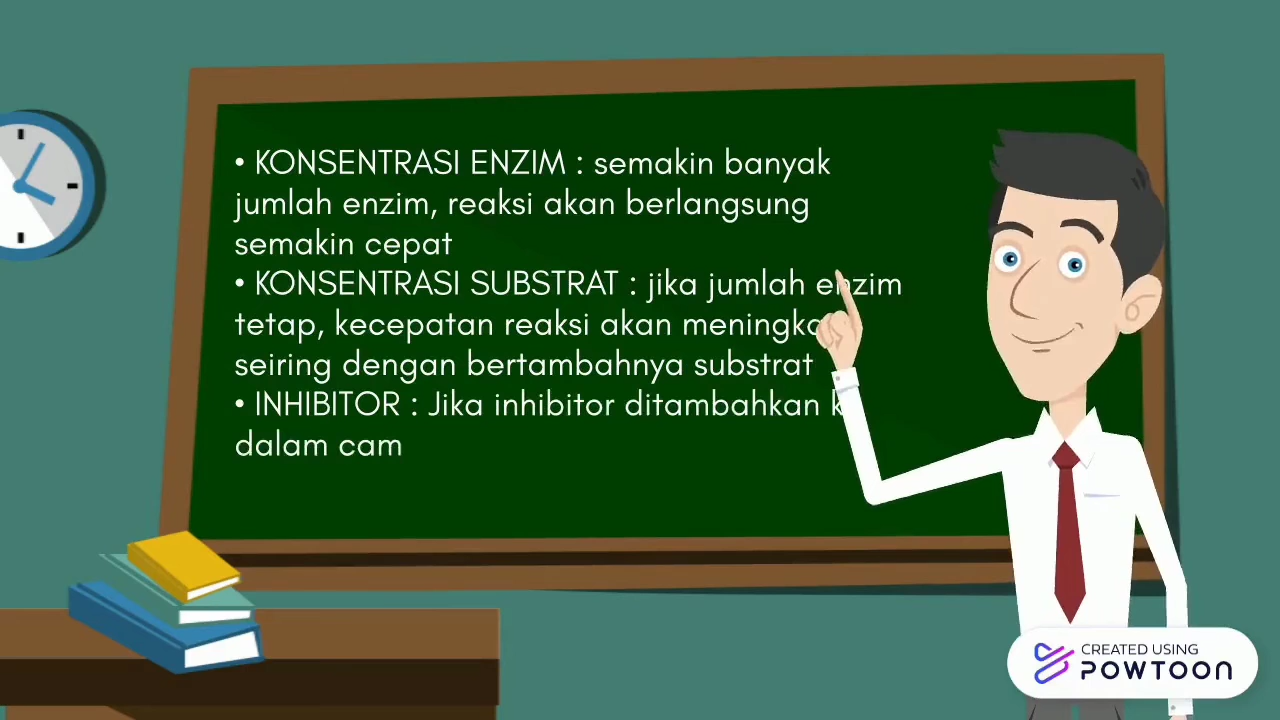 • KONSENTRASI ENZIM : semakin banyak
jumlah enzim, reaksi akan berlangsung
semakin cepat
• KONSENTRASI SUBSTRAT : jika jumlah enzim
tetap, kecepatan reaksi akan
seiring dengan bertambahnya substrat
• INHIBITOR : Jika inhibitor ditambahkan
dalam cam
CREATED USING
POWTOON